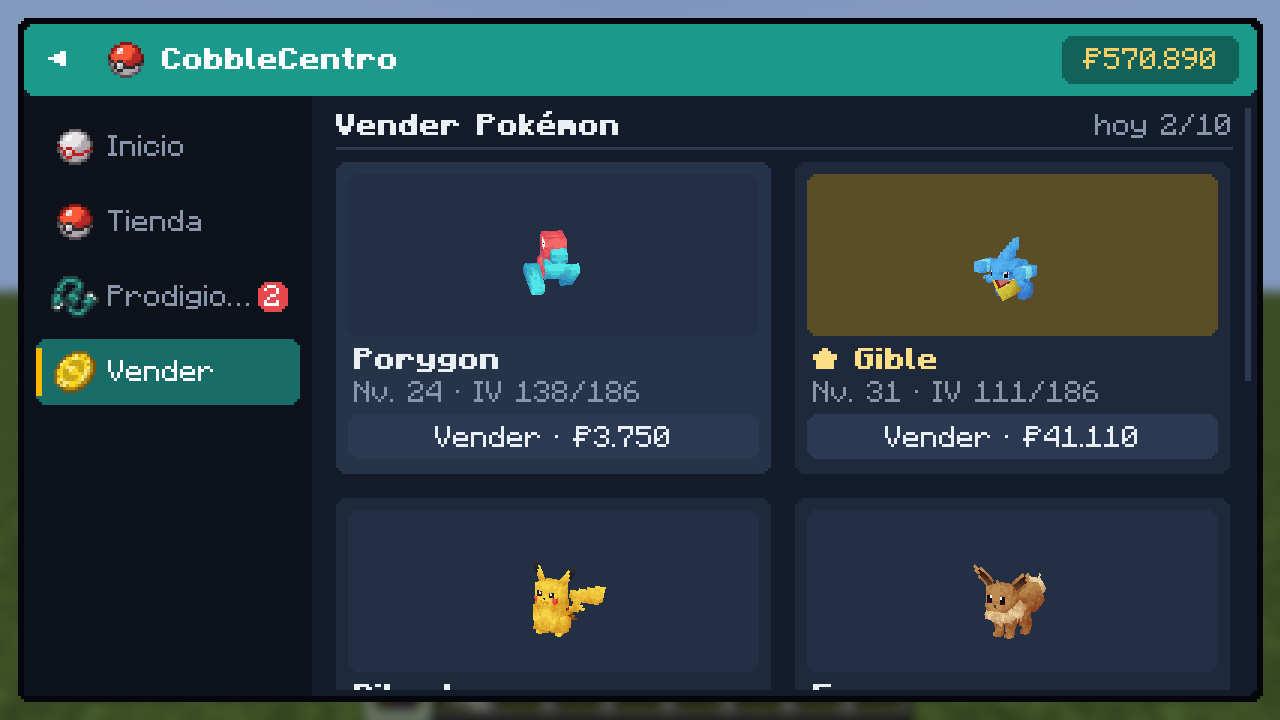 CobbleCentro
₽570.890
Inicio
Tienda
Prodigio... 2
Vender
Vender Pokémon
hoy 2/10
Porygon
Nv. 24 · IV 138/186
Vender · ₽3.750
Gible
Nv. 31 · IV 111/186
Vender · ₽41.110